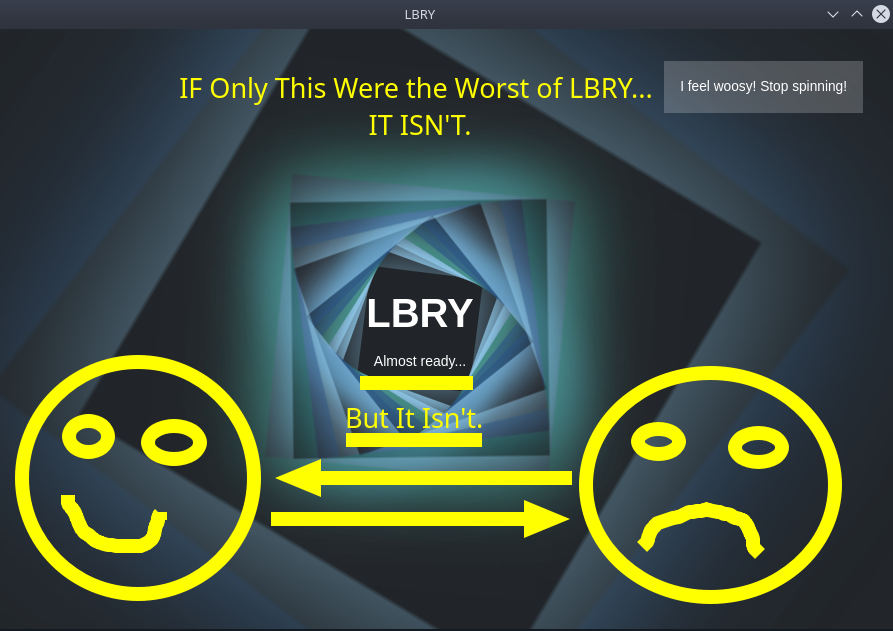 LBRY
IF Only This Were the Worst of LBRY...
IT ISN'T.
I feel woosy! Stop spinning!
LBRY
Almost ready...
But It Isn't.